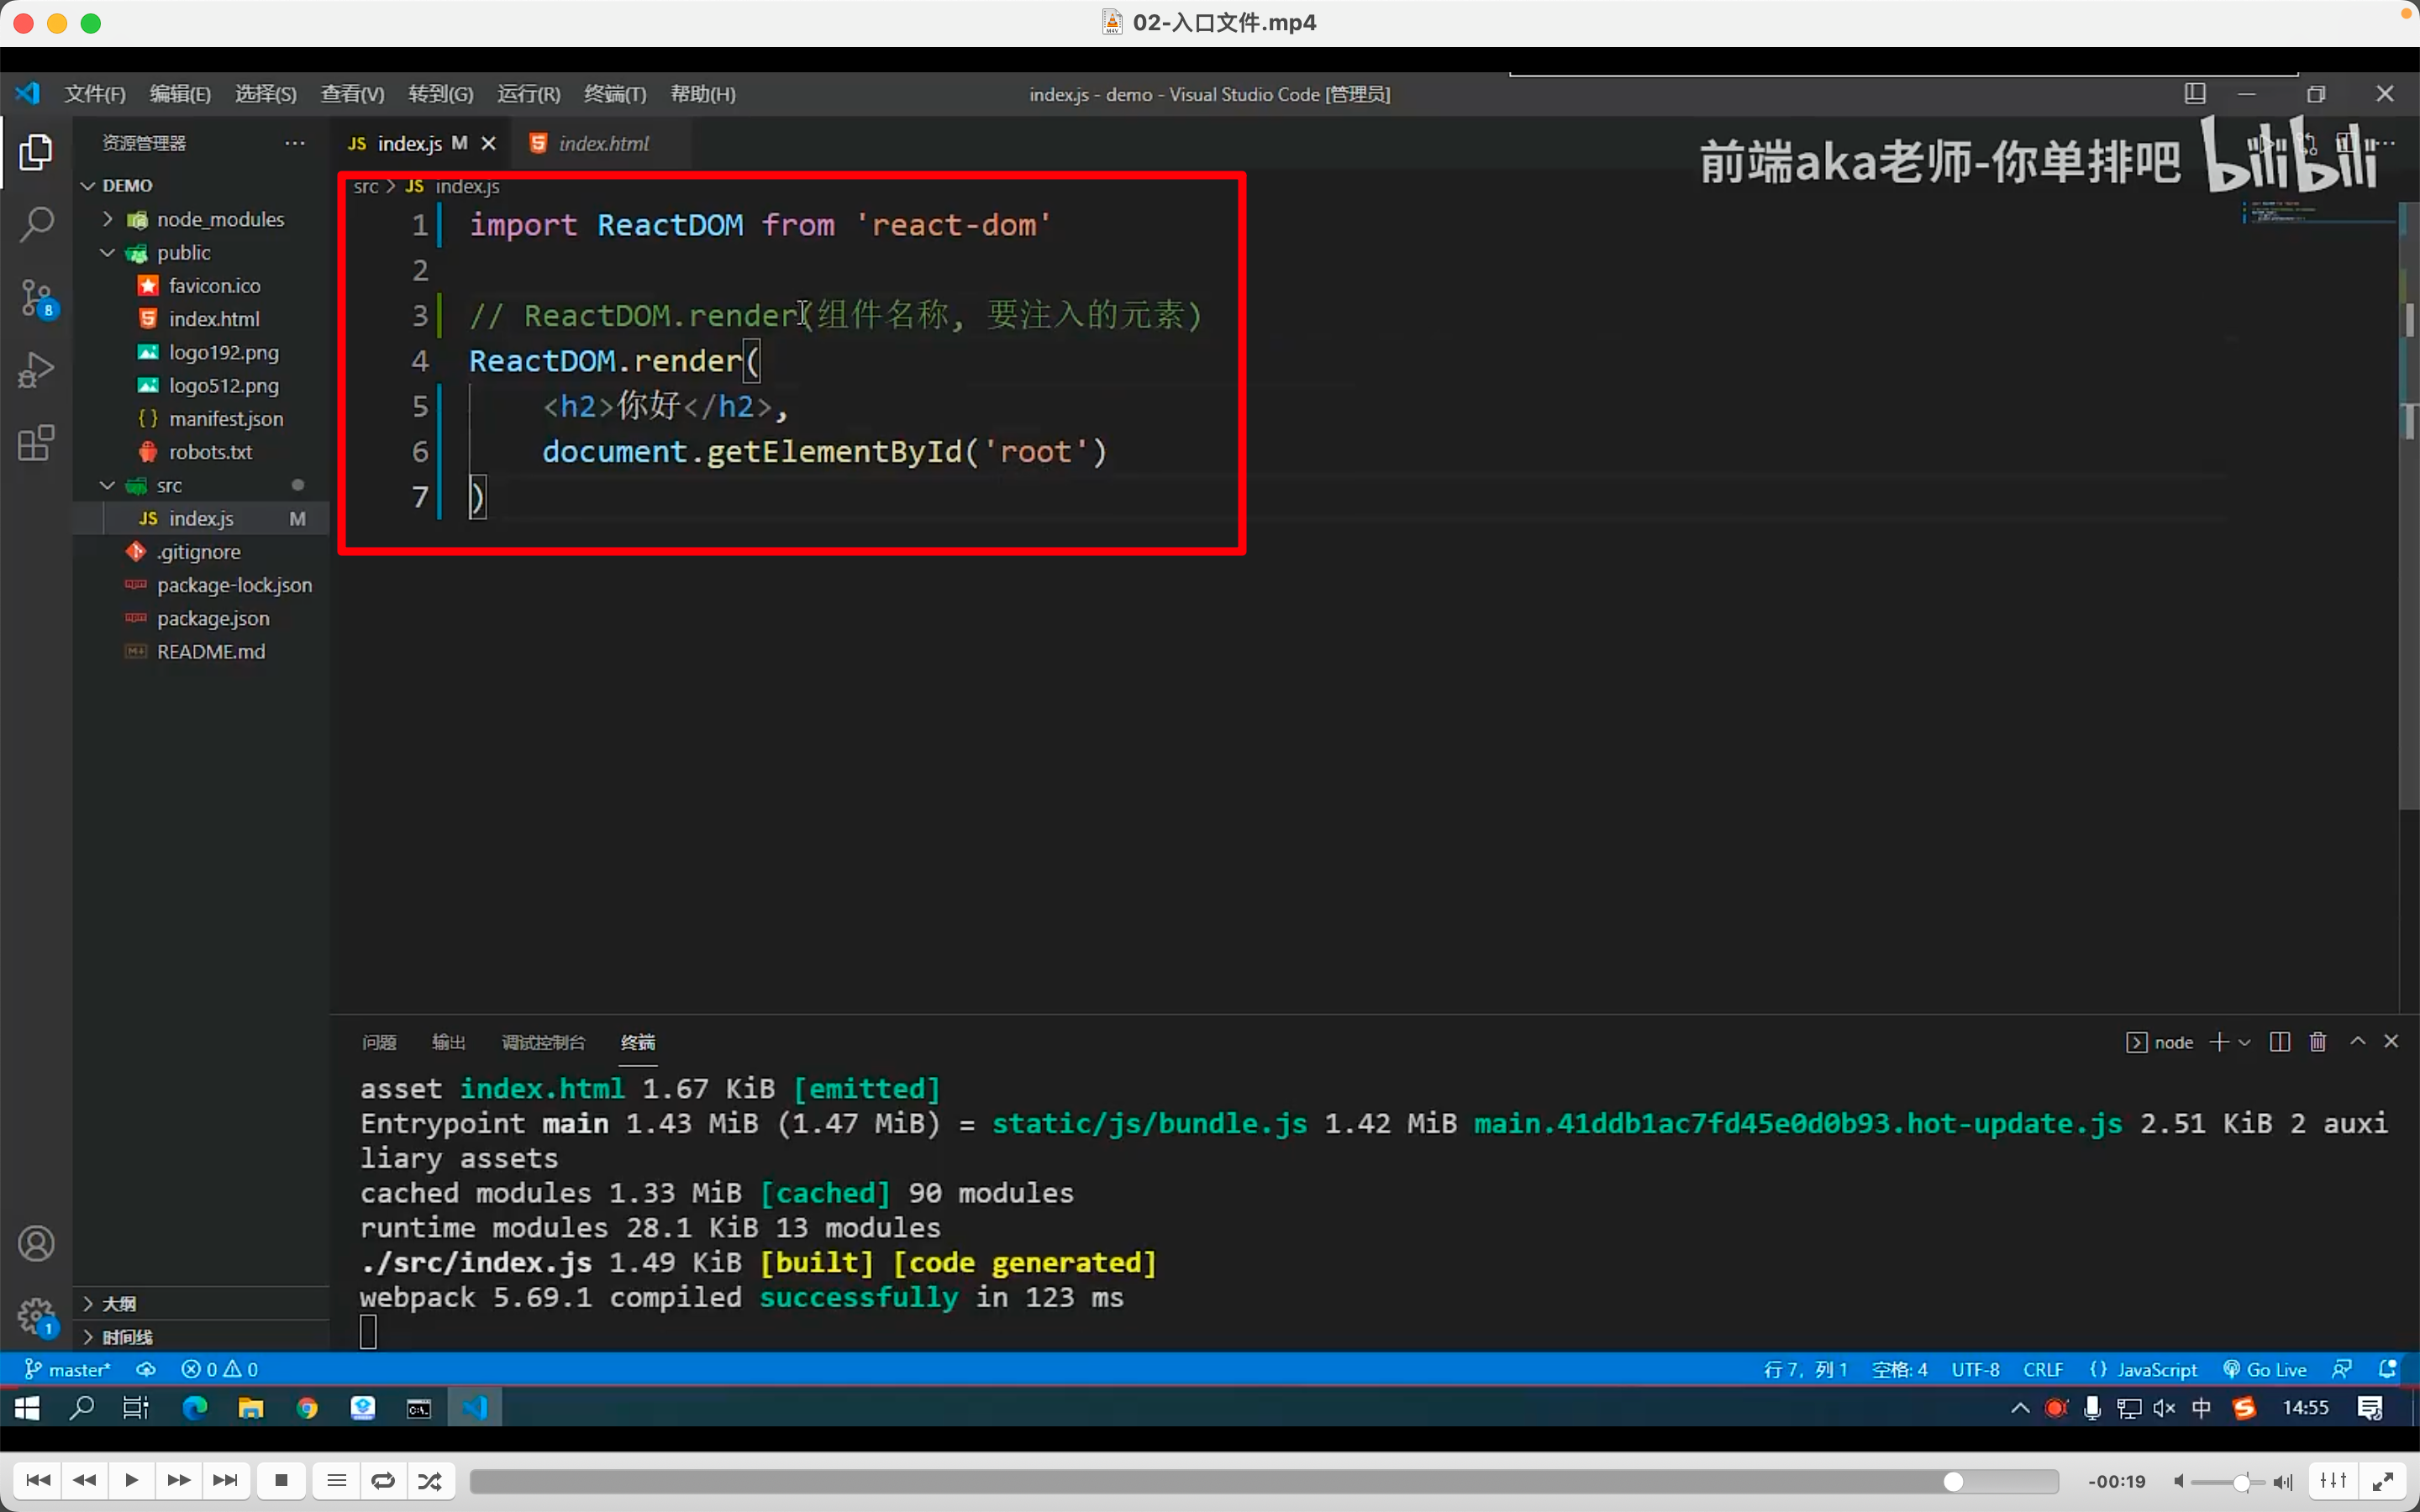 02-入口文件.mp4
文件(F) 编辑(E) 选择(S) 查看(V) 转到(G) 运行(R) 终端(T) 帮助(H)
index.js - demo - Visual Studio Code [管理员]
资源管理器
JS index.js M
index.html
前端aka老师-你单排吧 bilibili
DEMO
node_modules
public
favicon.ico
index.html
logo192.png
logo512.png
manifest.json
robots.txt
src
JS index.js M
.gitignore
package-lock.json
package.json
README.md
src > JS index.js
1 import ReactDOM from 'react-dom'
2
3 // ReactDOM.render(组件名称, 要注入的元素)
4 ReactDOM.render(
5 <h2>你好</h2>,
6 document.getElementById('root')
7 )
问题 输出 调试控制台 终端
node
asset index.html 1.67 KiB [emitted]
Entrypoint main 1.43 MiB (1.47 MiB) = static/js/bundle.js 1.42 MiB main.41ddb1ac7fd45e0d0b93.hot-update.js 2.51 KiB 2 auxi
liary assets
cached modules 1.33 MiB [cached] 90 modules
runtime modules 28.1 KiB 13 modules
./src/index.js 1.49 KiB [built] [code generated]
webpack 5.69.1 compiled successfully in 123 ms
8
1
大纲
时间线
master* 0 0
行 7, 列 1 空格: 4 UTF-8 CRLF {} JavaScript Go Live
中 14:55
-00:19